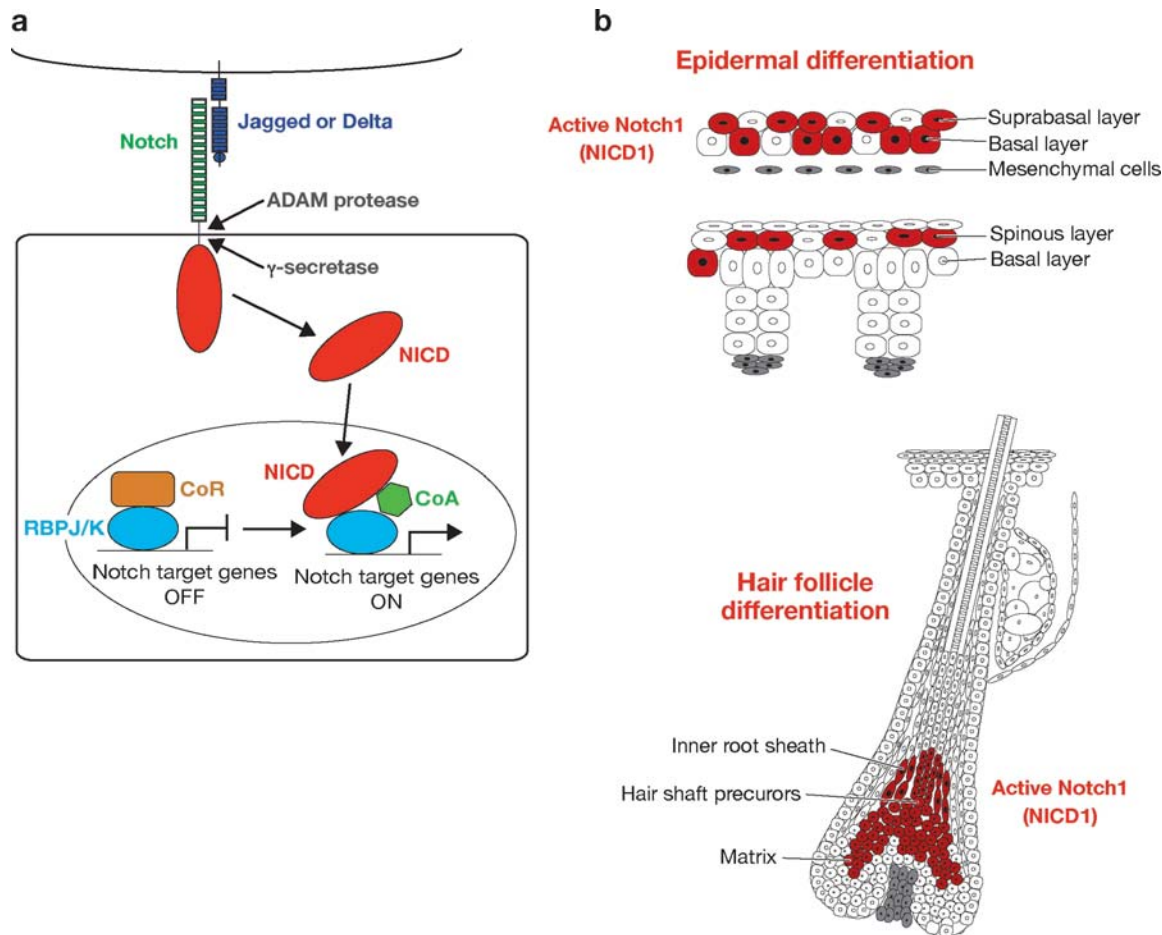 a
Notch
Jagged or Delta
ADAM protease
γ-secretase
NICD
NICD
CoR
CoA
RBPJ/K
Notch target genes
OFF
Notch target genes
ON
b
Epidermal differentiation
Active Notch1
(NICD1)
Suprabasal layer
Basal layer
Mesenchymal cells
Spinous layer
Basal layer
Hair follicle
differentiation
Inner root sheath
Hair shaft precurors
Matrix
Active Notch1
(NICD1)